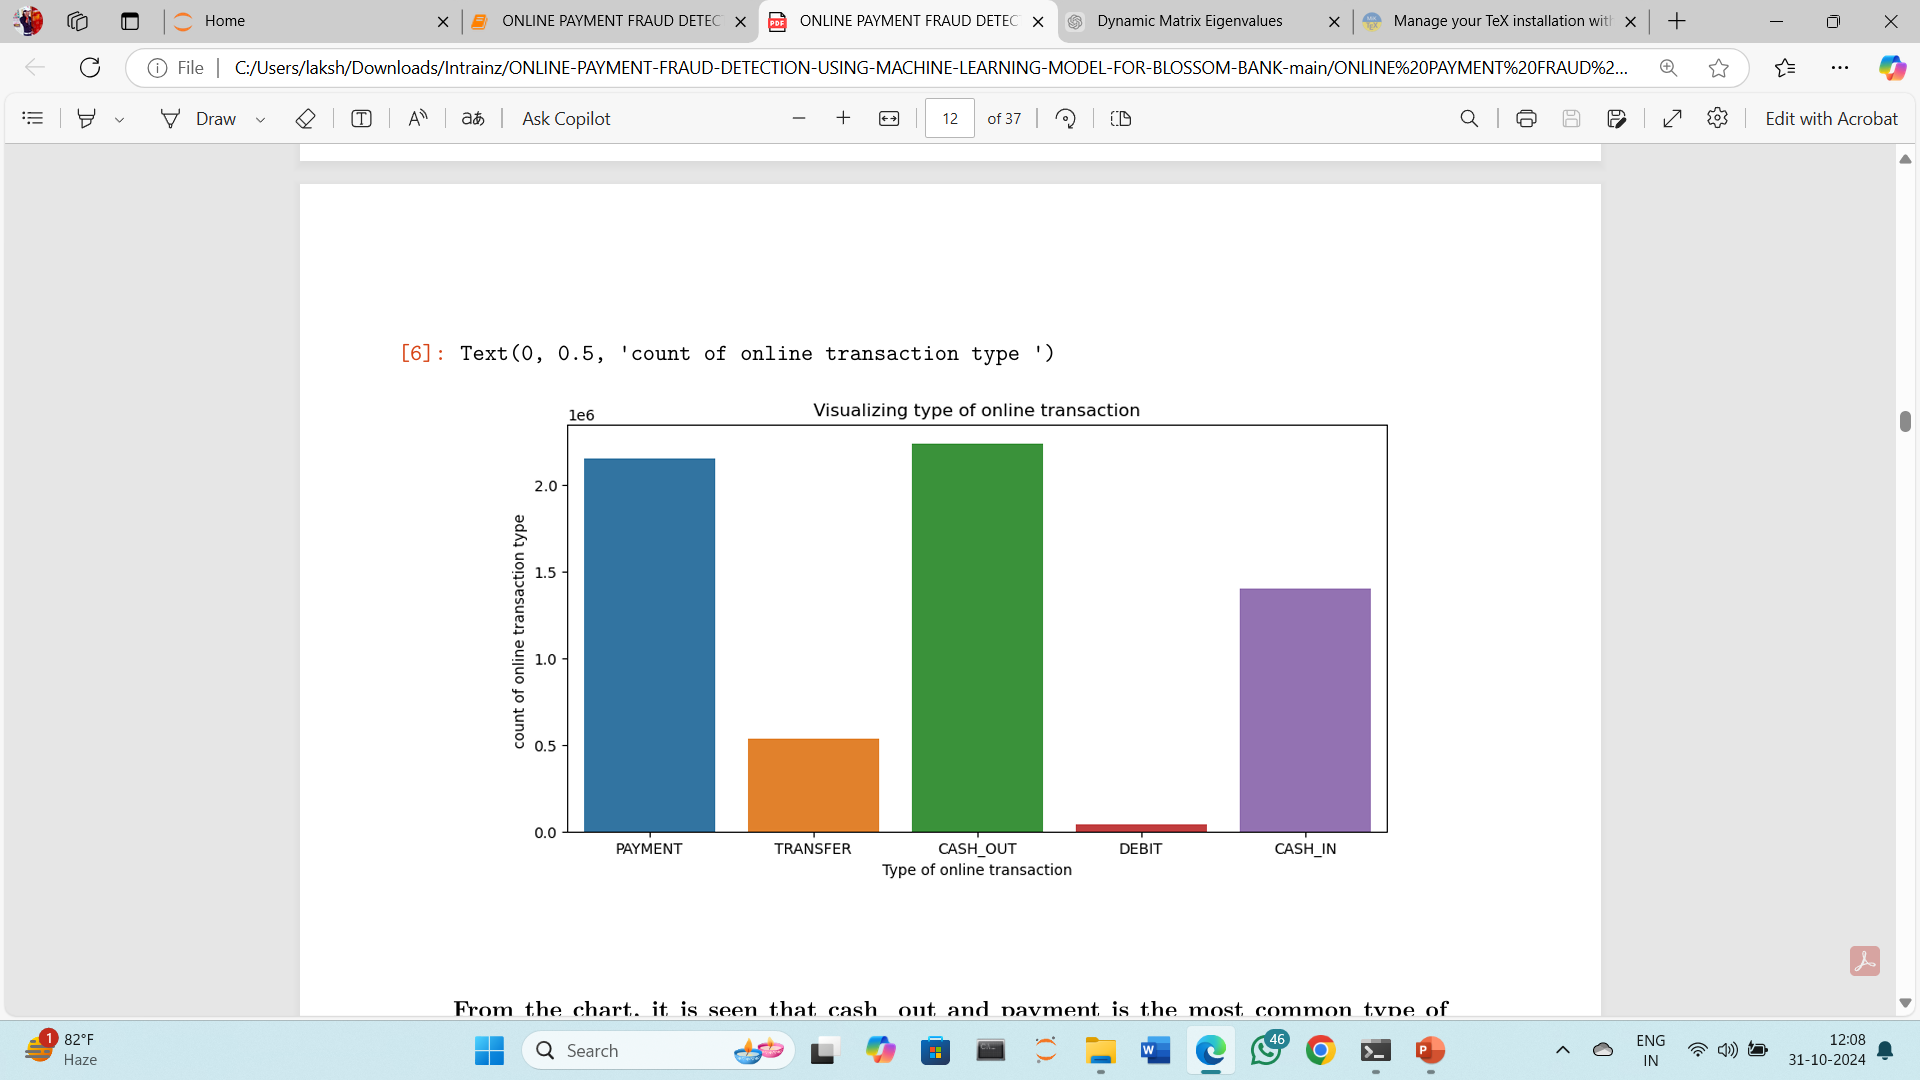 Home
ONLINE PAYMENT FRAUD DETEC
ONLINE PAYMENT FRAUD DETEC
Dynamic Matrix Eigenvalues
Manage your TeX installation with
File
C:/Users/laksh/Downloads/Intrainz/ONLINE-PAYMENT-FRAUD-DETECTION-USING-MACHINE-LEARNING-MODEL-FOR-BLOSSOM-BANK-main/ONLINE%20PAYMENT%20FRAUD%2...
Draw
aあ
Ask Copilot
12 of 37
Edit with Acrobat
[6]: Text(0, 0.5, 'count of online transaction type ')
Visualizing type of online transaction
1e6
2.0
1.5
1.0
0.5
0.0
count of online transaction type
PAYMENT TRANSFER CASH_OUT DEBIT CASH_IN
Type of online transaction
From the chart, it is seen that cash_out and payment is the most common type of
1
82°F
Haze
Search
46
ENG
IN
12:08
31-10-2024